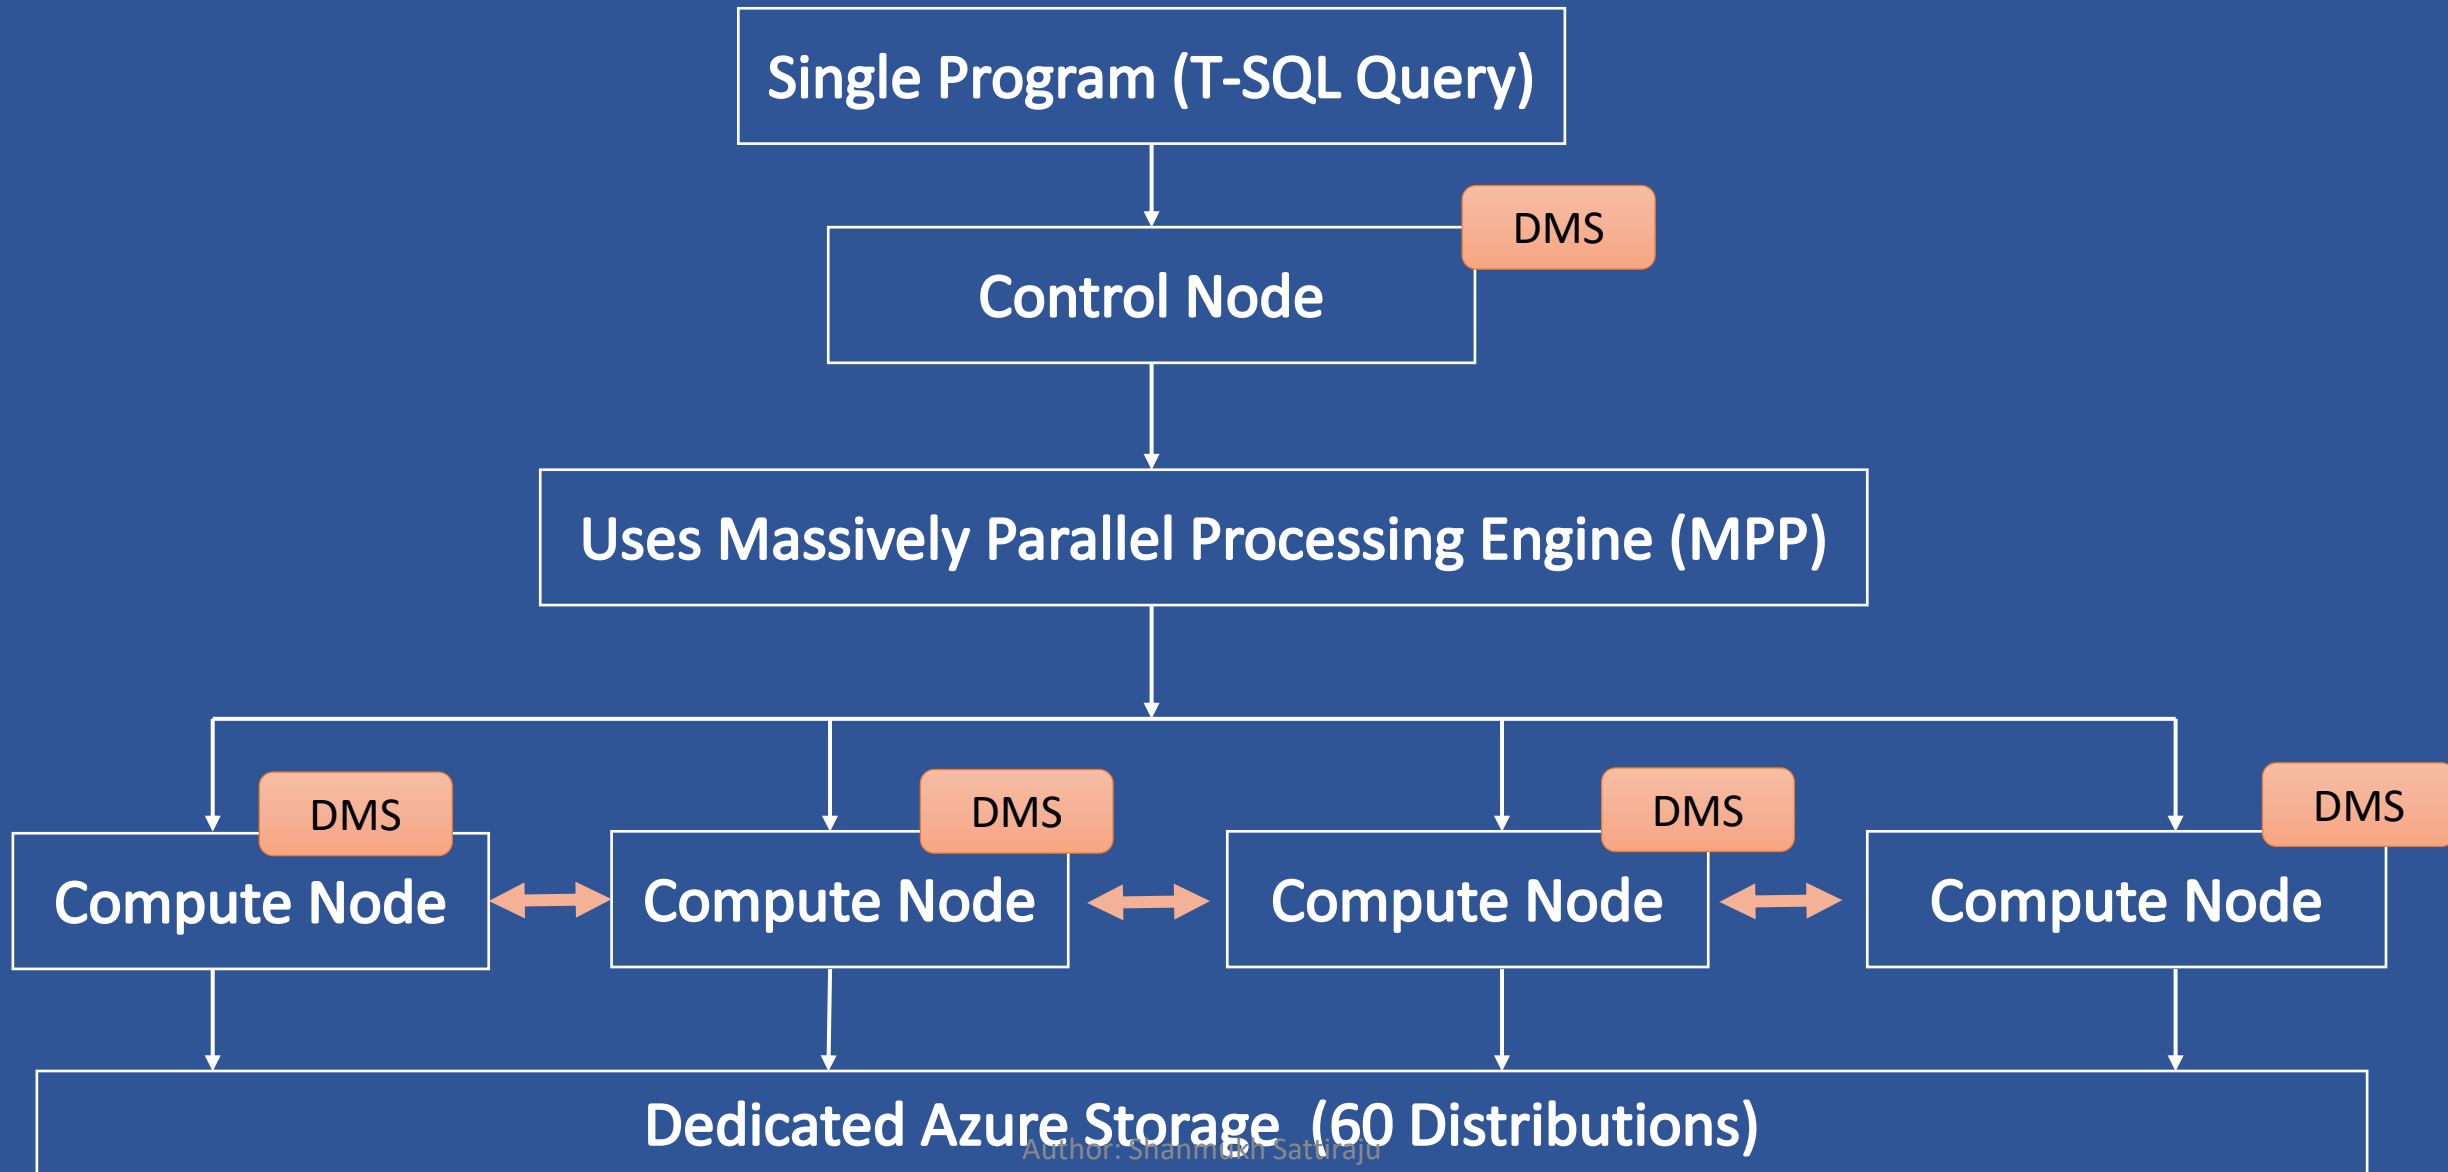 Single Program (T-SQL Query)
DMS
Control Node
Uses Massively Parallel Processing Engine (MPP)
DMS
DMS
DMS
DMS
Compute Node
Compute Node
Compute Node
Compute Node
Dedicated Azure Storage (60 Distributions)
Author: Shanmukh Sattiraju